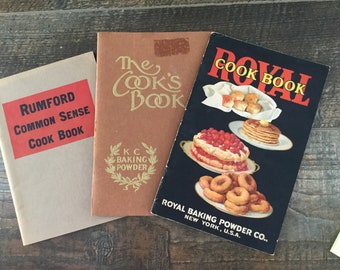 RUMFORD
COMMON SENSE
COOK BOOK
The
COOK'S
BOOK
K C
BAKING
POWDER
ROYAL
COOK BOOK
ROYAL BAKING POWDER CO.,
NEW YORK, U.S.A.